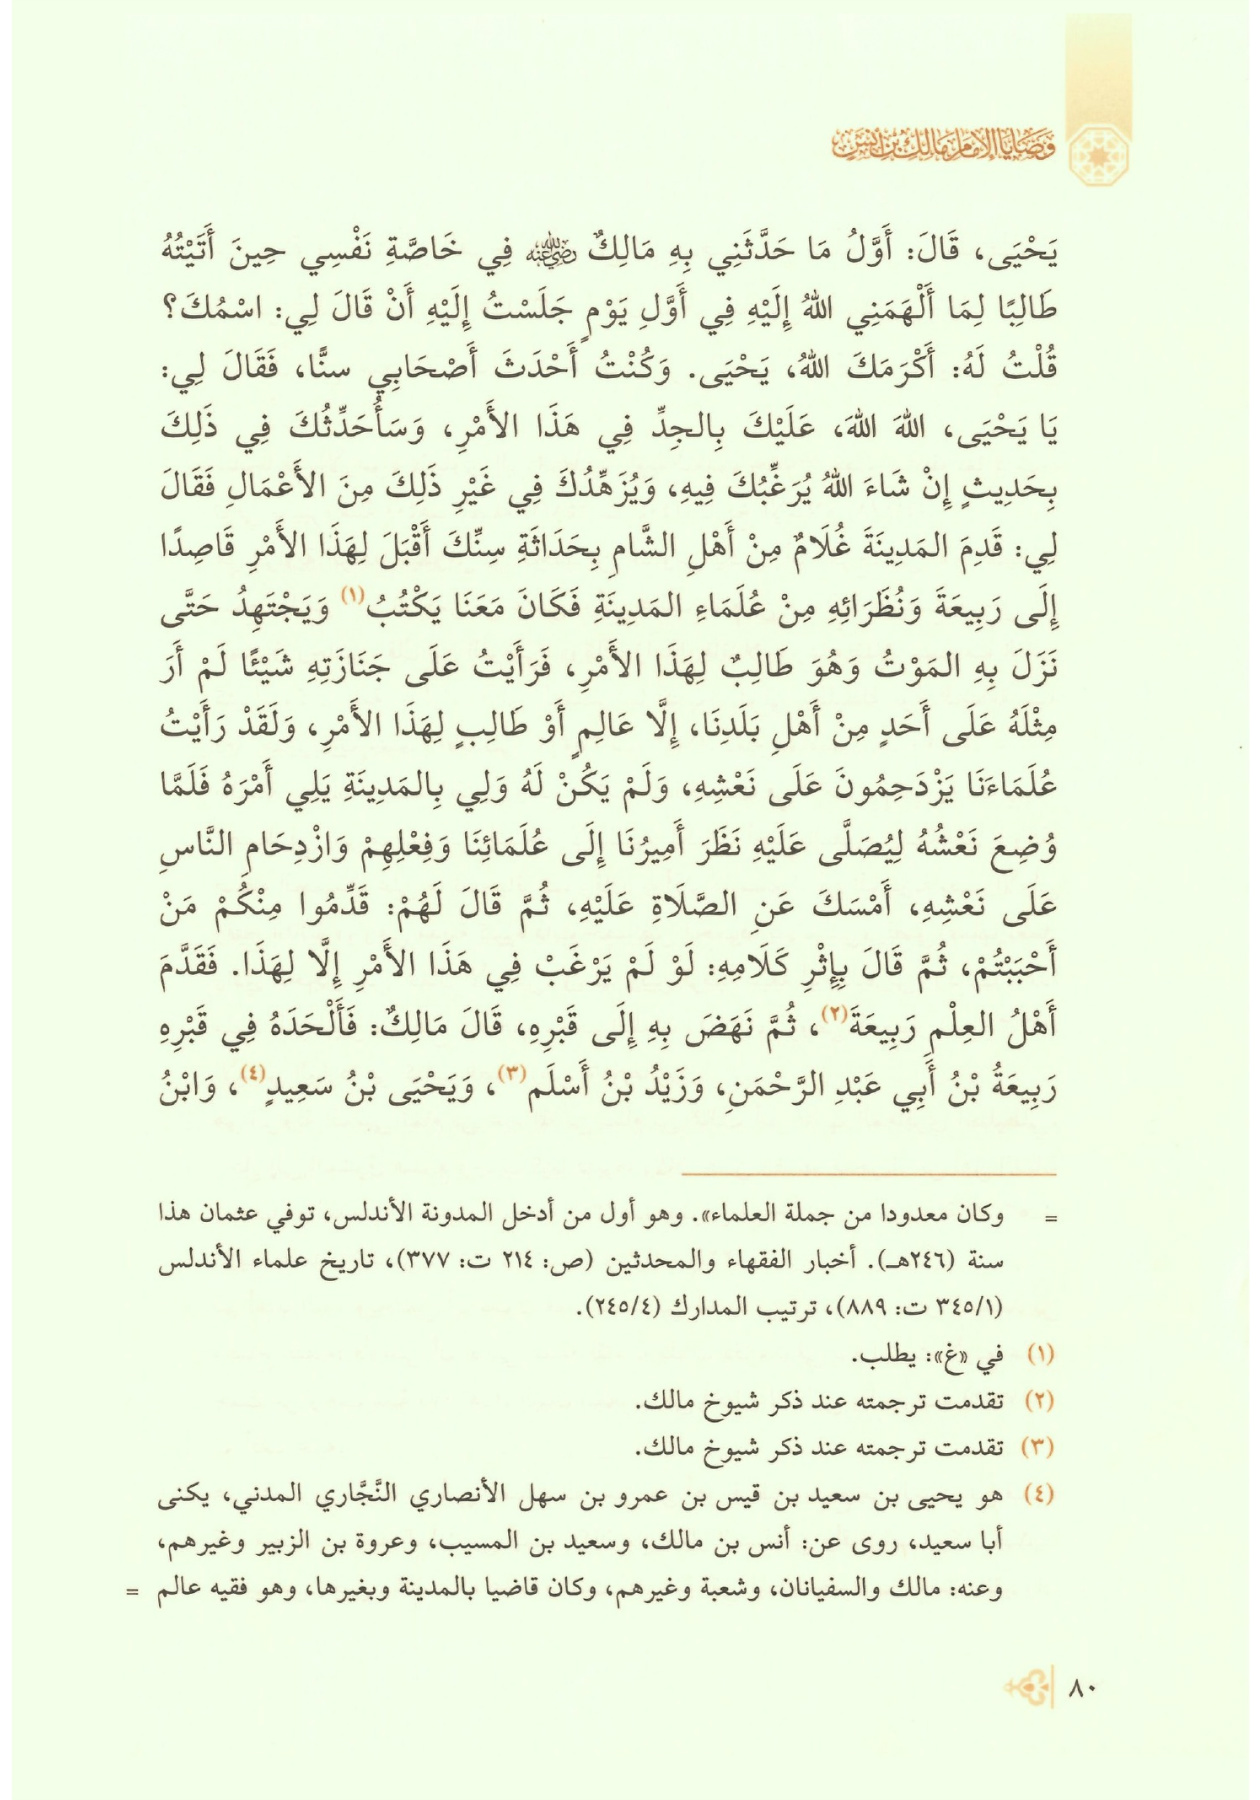 وصايا الإمام مالك بن أنس
يَحْيَى، قَالَ: أَوَّلُ مَا حَدَّثَنِي بِهِ مَالِكٌ ﵁ فِي خَاصَّةِ نَفْسِي حِينَ أَتَيْتُهُ
طَالِبًا لِمَا أَلْهَمَنِي اللهُ إِلَيْهِ فِي أَوَّلِ يَوْمٍ جَلَسْتُ إِلَيْهِ أَنْ قَالَ لِي: اسْمُكَ؟
قُلْتُ لَهُ: أَكْرَمَكَ اللهُ، يَحْيَى. وَكُنْتُ أَحْدَثَ أَصْحَابِي سنًّا، فَقَالَ لِي:
يَا يَحْيَى، اللهَ اللهَ، عَلَيْكَ بِالجِدِّ فِي هَذَا الأَمْرِ، وَسَأُحَدِّثُكَ فِي ذَلِكَ
بِحَدِيثٍ إِنْ شَاءَ اللهُ يُرَغِّبُكَ فِيهِ، وَيُزَهِّدُكَ فِي غَيْرِ ذَلِكَ مِنَ الأَعْمَالِ فَقَالَ
لِي: قَدِمَ المَدِينَةَ غُلَامٌ مِنْ أَهْلِ الشَّامِ بِحَدَاثَةِ سِنِّكَ أَقْبَلَ لِهَذَا الأَمْرِ قَاصِدًا
إِلَى رَبِيعَةَ وَنُظَرَائِهِ مِنْ عُلَمَاءِ المَدِينَةِ فَكَانَ مَعَنَا يَكْتُبُ(١) وَيَجْتَهِدُ حَتَّى
نَزَلَ بِهِ المَوْتُ وَهُوَ طَالِبٌ لِهَذَا الأَمْرِ، فَرَأَيْتُ عَلَى جَنَازَتِهِ شَيْئًا لَمْ أَرَ
مِثْلَهُ عَلَى أَحَدٍ مِنْ أَهْلِ بَلَدِنَا، إِلَّا عَالِمٍ أَوْ طَالِبٍ لِهَذَا الأَمْرِ، وَلَقَدْ رَأَيْتُ
عُلَمَاءَنَا يَزْدَحِمُونَ عَلَى نَعْشِهِ، وَلَمْ يَكُنْ لَهُ وَلِي بِالمَدِينَةِ يَلِي أَمْرَهُ فَلَمَّا
وُضِعَ نَعْشُهُ لِيُصَلَّى عَلَيْهِ نَظَرَ أَمِيرُنَا إِلَى عُلَمَائِنَا وَفِعْلِهِمْ وَازْدِحَامِ النَّاسِ
عَلَى نَعْشِهِ، أَمْسَكَ عَنِ الصَّلَاةِ عَلَيْهِ، ثُمَّ قَالَ لَهُمْ: قَدِّمُوا مِنْكُمْ مَنْ
أَحْبَبْتُمْ، ثُمَّ قَالَ بِإِثْرِ كَلَامِهِ: لَوْ لَمْ يَرْغَبْ فِي هَذَا الأَمْرِ إِلَّا لِهَذَا. فَقَدَّمَ
أَهْلُ العِلْمِ رَبِيعَةَ(٢)، ثُمَّ نَهَضَ بِهِ إِلَى قَبْرِهِ، قَالَ مَالِكٌ: فَأَلْحَدَهُ فِي قَبْرِهِ
رَبِيعَةُ بْنُ أَبِي عَبْدِ الرَّحْمَنِ، وَزَيْدُ بْنُ أَسْلَم(٣)، وَيَحْيَى بْنُ سَعِيدٍ(٤)، وَابْنُ
= وكان معدودا من جملة العلماء». وهو أول من أدخل المدونة الأندلس، توفي عثمان هذا
سنة (٢٤٦هـ). أخبار الفقهاء والمحدثين (ص: ٢١٤ ت: ٣٧٧)، تاريخ علماء الأندلس
(٣٤٥/١ ت: ٨٨٩)، ترتيب المدارك (٢٤٥/٤).
(١) في «غ»: يطلب.
(٢) تقدمت ترجمته عند ذكر شيوخ مالك.
(٣) تقدمت ترجمته عند ذكر شيوخ مالك.
(٤) هو يحيى بن سعيد بن قيس بن عمرو بن سهل الأنصاري النَّجَّاري المدني، يكنى
أبا سعيد، روى عن: أنس بن مالك، وسعيد بن المسيب، وعروة بن الزبير وغيرهم،
وعنه: مالك والسفيانان، وشعبة وغيرهم، وكان قاضيا بالمدينة وبغيرها، وهو فقيه عالم =
٨٠